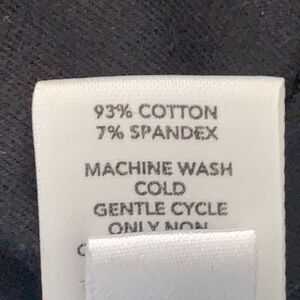 93% COTTON
7% SPANDEX
MACHINE WASH
COLD
GENTLE CYCLE
ONLY NON